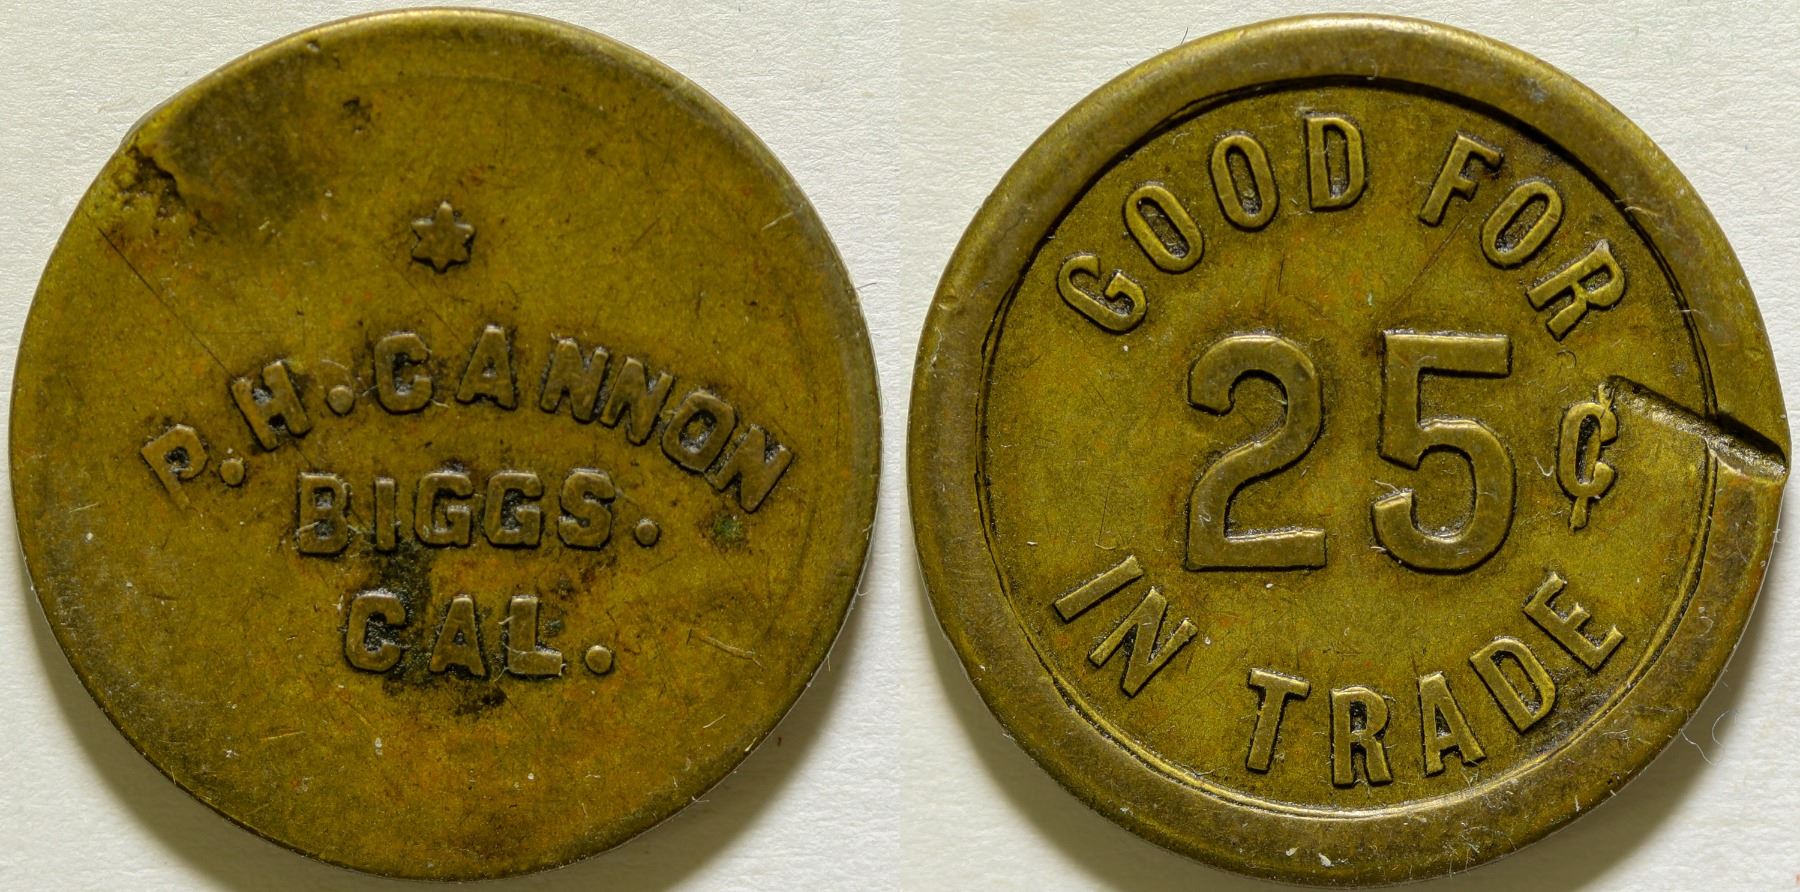 P. H. CANNON
BIGGS.
CAL.
GOOD FOR
25¢
IN TRADE